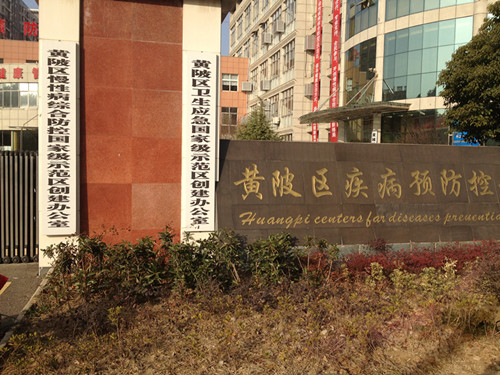 黄陂区慢性病综合防控国家级示范区创建办公室
黄陂区卫生应急国家级示范区创建办公室
黄陂区疾病预防控
Huangpi centers far diseases preventio